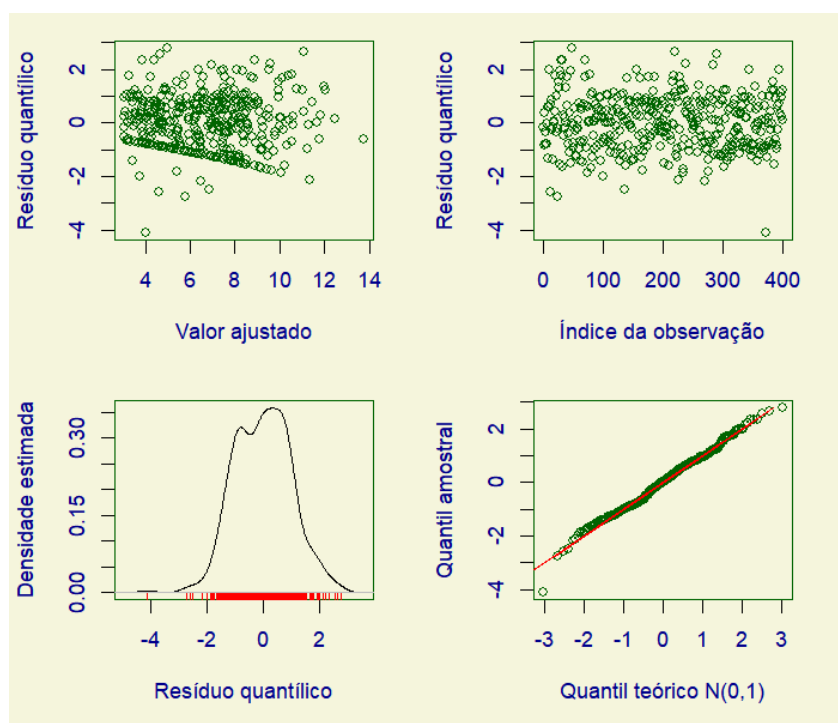 Resíduo quantílico
2
0
-2
-4
4 6 8 10 12 14
Valor ajustado
Resíduo quantílico
2
0
-2
-4
0 100 200 300 400
Índice da observação
Densidade estimada
0.30
0.15
0.00
-4 -2 0 2
Resíduo quantílico
Quantil amostral
2
0
-2
-4
-3 -2 -1 0 1 2 3
Quantil teórico N(0,1)